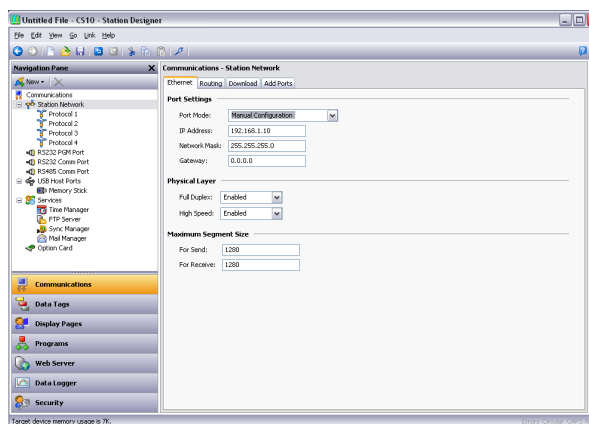 Untitled File - CS10 - Station Designer
File Edit View Go Link Help
Navigation Pane X
New
Communications
Station Network
Protocol 1
Protocol 2
Protocol 3
Protocol 4
RS232 PGM Port
RS232 Comm Port
RS485 Comm Port
USB Host Ports
Memory Stick
Services
Time Manager
FTP Server
Sync Manager
Mail Manager
Option Card
Communications
Data Tags
Display Pages
Programs
Web Server
Data Logger
Security
Communications - Station Network
Ethernet Routing Download Add Ports
Port Settings
Port Mode: Manual Configuration
IP Address: 192.168.1.10
Network Mask: 255.255.255.0
Gateway: 0.0.0.0
Physical Layer
Full Duplex: Enabled
High Speed: Enabled
Maximum Segment Size
For Send: 1280
For Receive: 1280
Target device memory usage is 7K.
Errors Circular CAPS